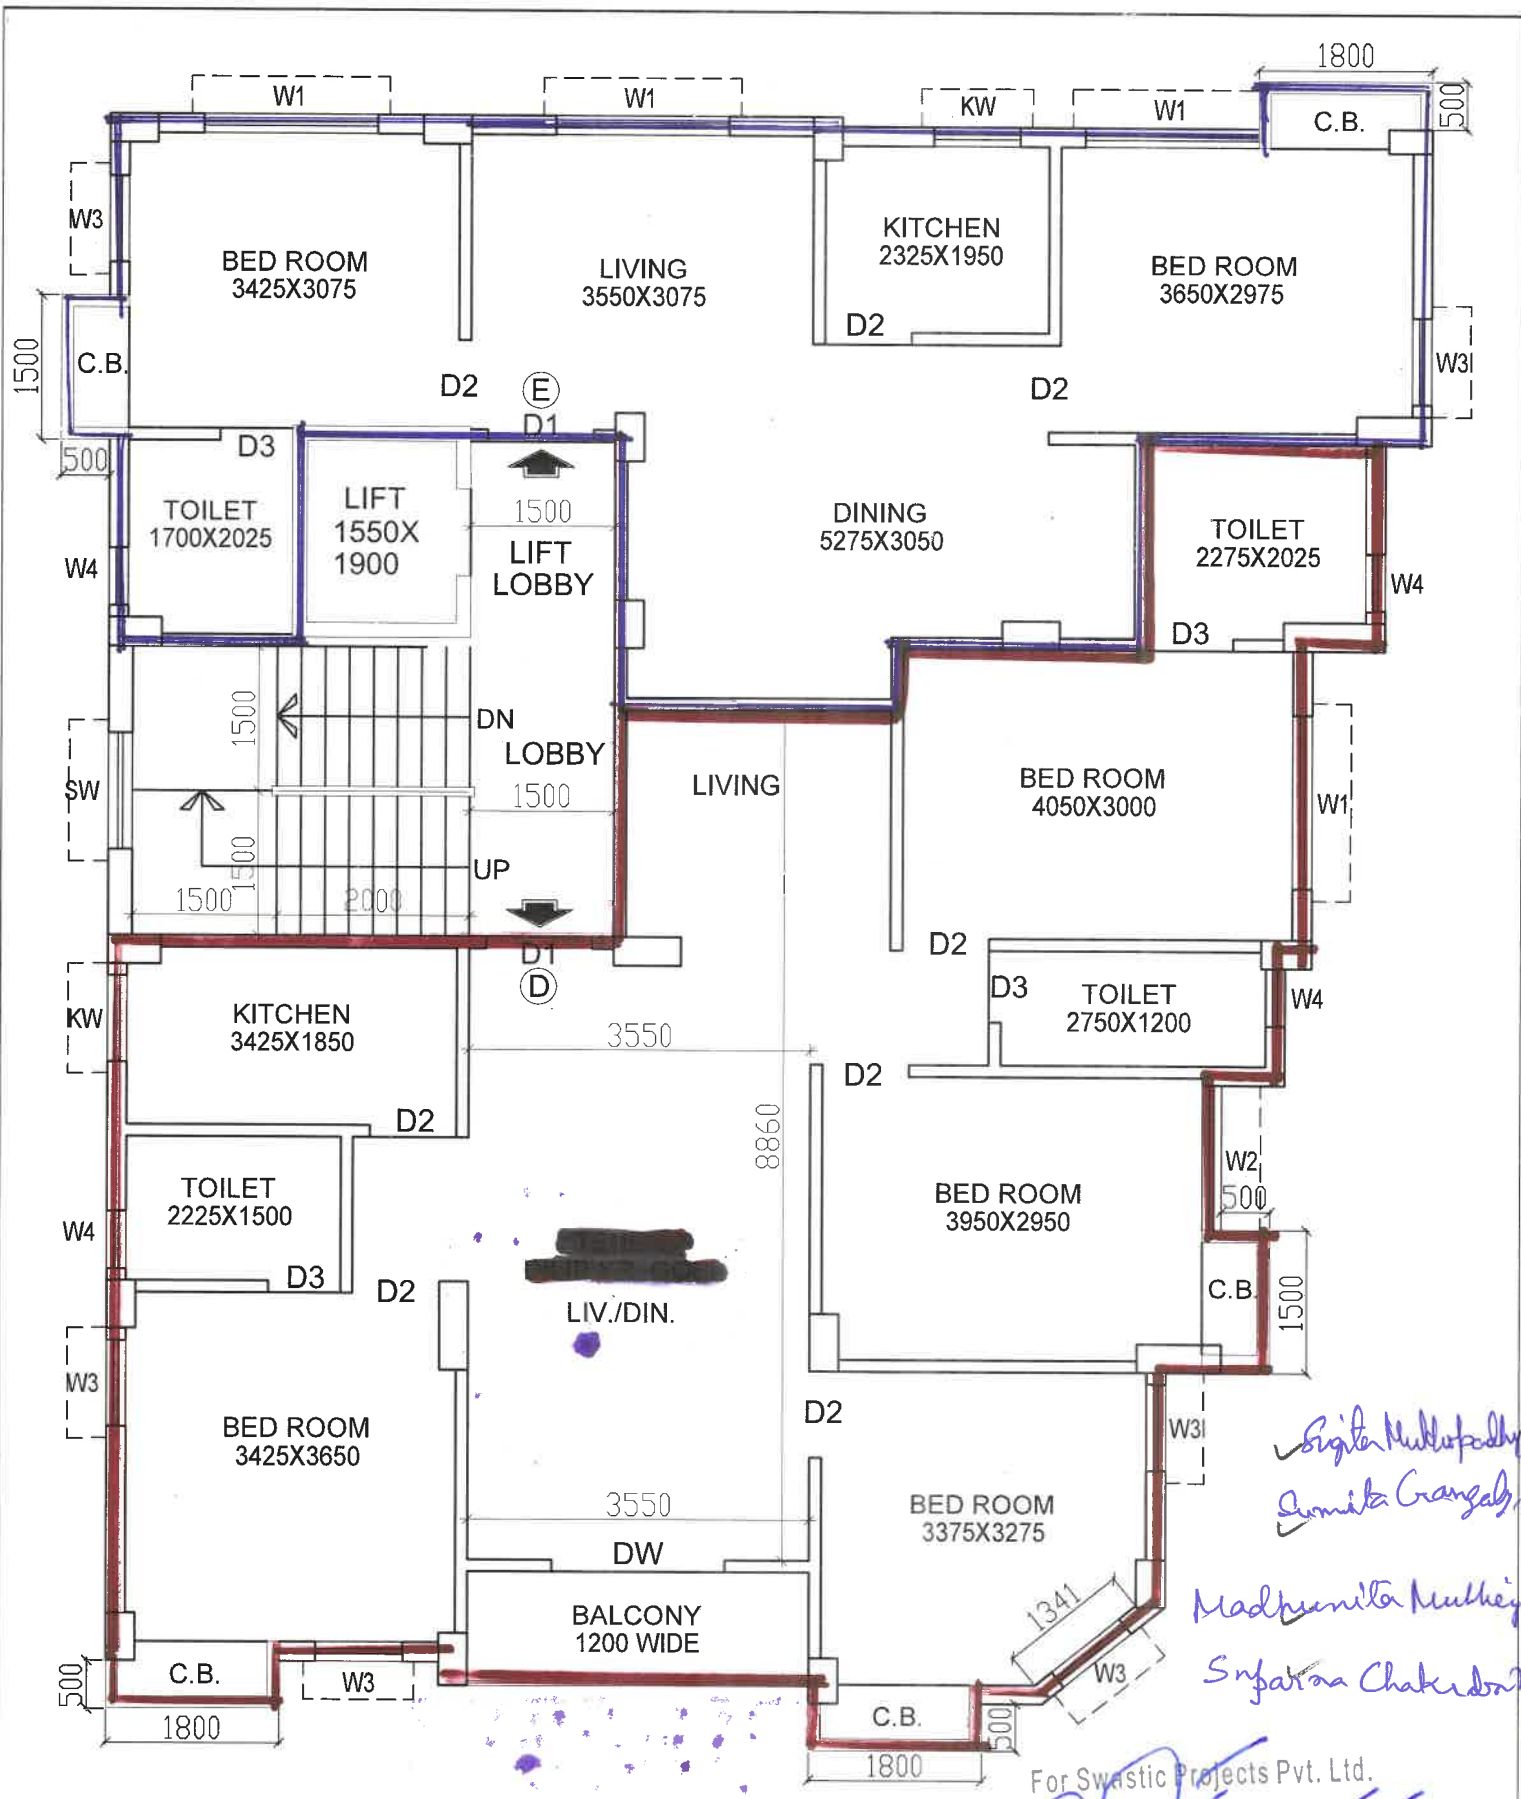 1800
W1
W1
KW
W1
C.B.
500
W3
BED ROOM
3425X3075
LIVING
3550X3075
KITCHEN
2325X1950
BED ROOM
3650X2975
D2
W3
1500
C.B.
D2
E
D1
D2
500
D3
TOILET
1700X2025
LIFT
1550X
1900
1500
LIFT
LOBBY
DINING
5275X3050
TOILET
2275X2025
W4
W4
D3
1500
DN
LOBBY
1500
LIVING
BED ROOM
4050X3000
W1
SW
1500
UP
1500
2000
D1
D
D2
KW
KITCHEN
3425X1850
D3
TOILET
2750X1200
W4
3550
D2
D2
8860
W2
500
TOILET
2225X1500
W4
D3
D2
BED ROOM
3950X2950
C.B.
1500
LIV./DIN.
W3
BED ROOM
3425X3650
D2
W3
Sumita
3550
BED ROOM
3375X3275
DW
BALCONY
1200 WIDE
1341
Madhumita
C.B.
W3
W3
500
1800
Suparna
C.B.
500
1800
For Swastic Projects Pvt. Ltd.